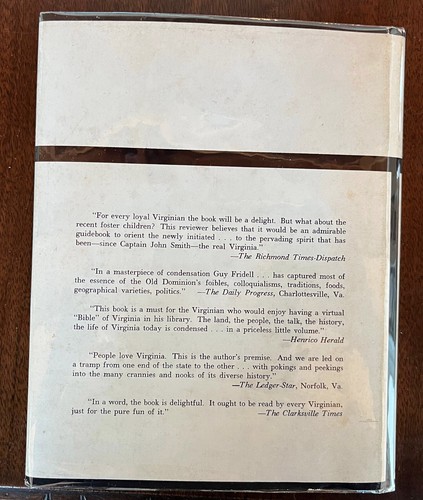 "For every loyal Virginian the book will be a delight. But what about the
recent foster children? This reviewer believes that it would be an admirable
guidebook to orient the newly initiated . . . to the pervading spirit that has
been—since Captain John Smith—the real Virginia."
—The Richmond Times-Dispatch
"In a masterpiece of condensation Guy Fridell . . . has captured most of
the essence of the Old Dominion's foibles, colloquialisms, traditions, foods,
geographical varieties, politics." —The Daily Progress, Charlottesville, Va.
"This book is a must for the Virginian who would enjoy having a virtual
"Bible" of Virginia in his library. The land, the people, the talk, the history,
the life of Virginia today is condensed . . . in a priceless little volume."
—Henrico Herald
"People love Virginia. This is the author's premise. And we are led on
a tramp from one end of the state to the other . . . with pokings and peekings
into the many crannies and nooks of its diverse history."
—The Ledger-Star, Norfolk, Va.
"In a word, the book is delightful. It ought to be read by every Virginian,
just for the pure fun of it." —The Clarksville Times